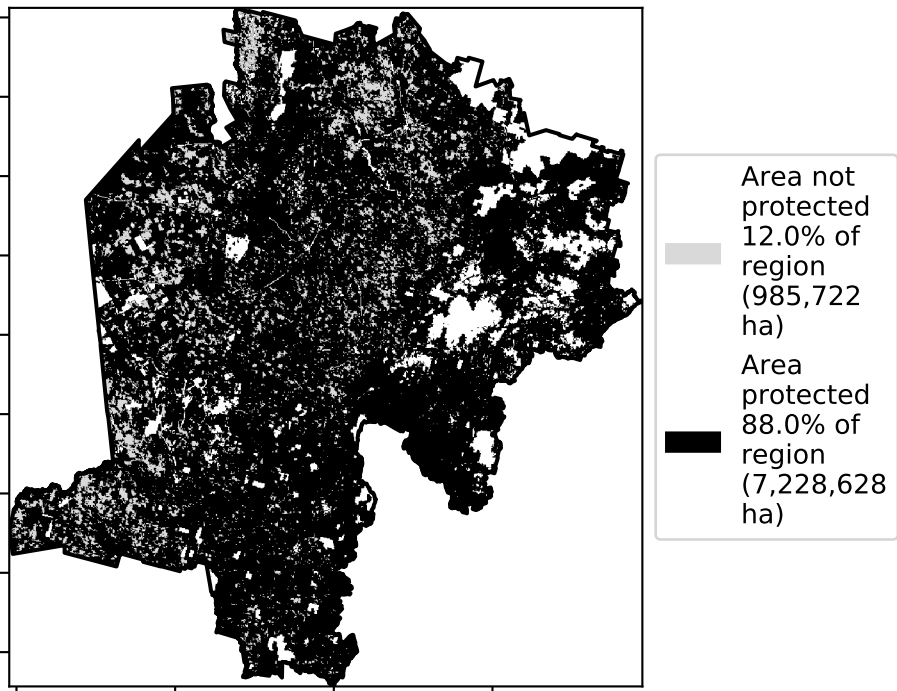 Area not
protected
12.0% of
region
(985,722
ha)
Area
protected
88.0% of
region
(7,228,628
ha)